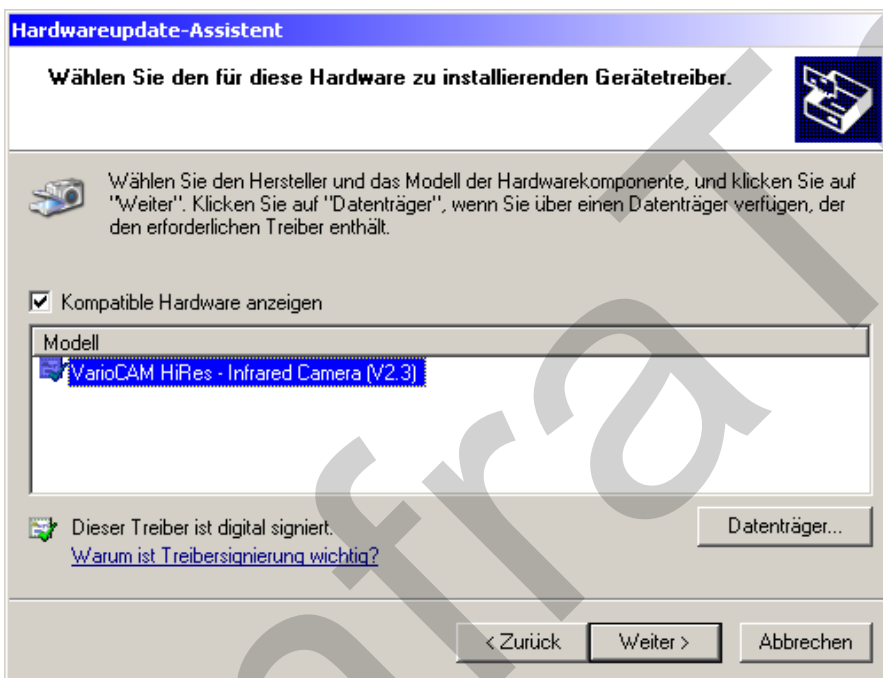 Hardwareupdate-Assistent
Wählen Sie den für diese Hardware zu installierenden Gerätetreiber.
Wählen Sie den Hersteller und das Modell der Hardwarekomponente, und klicken Sie auf
"Weiter". Klicken Sie auf "Datenträger", wenn Sie über einen Datenträger verfügen, der
den erforderlichen Treiber enthält.
Kompatible Hardware anzeigen
Modell
VarioCAM HiRes - Infrared Camera (V2.3)
Dieser Treiber ist digital signiert.
Warum ist Treibersignierung wichtig?
Datenträger...
< Zurück
Weiter >
Abbrechen